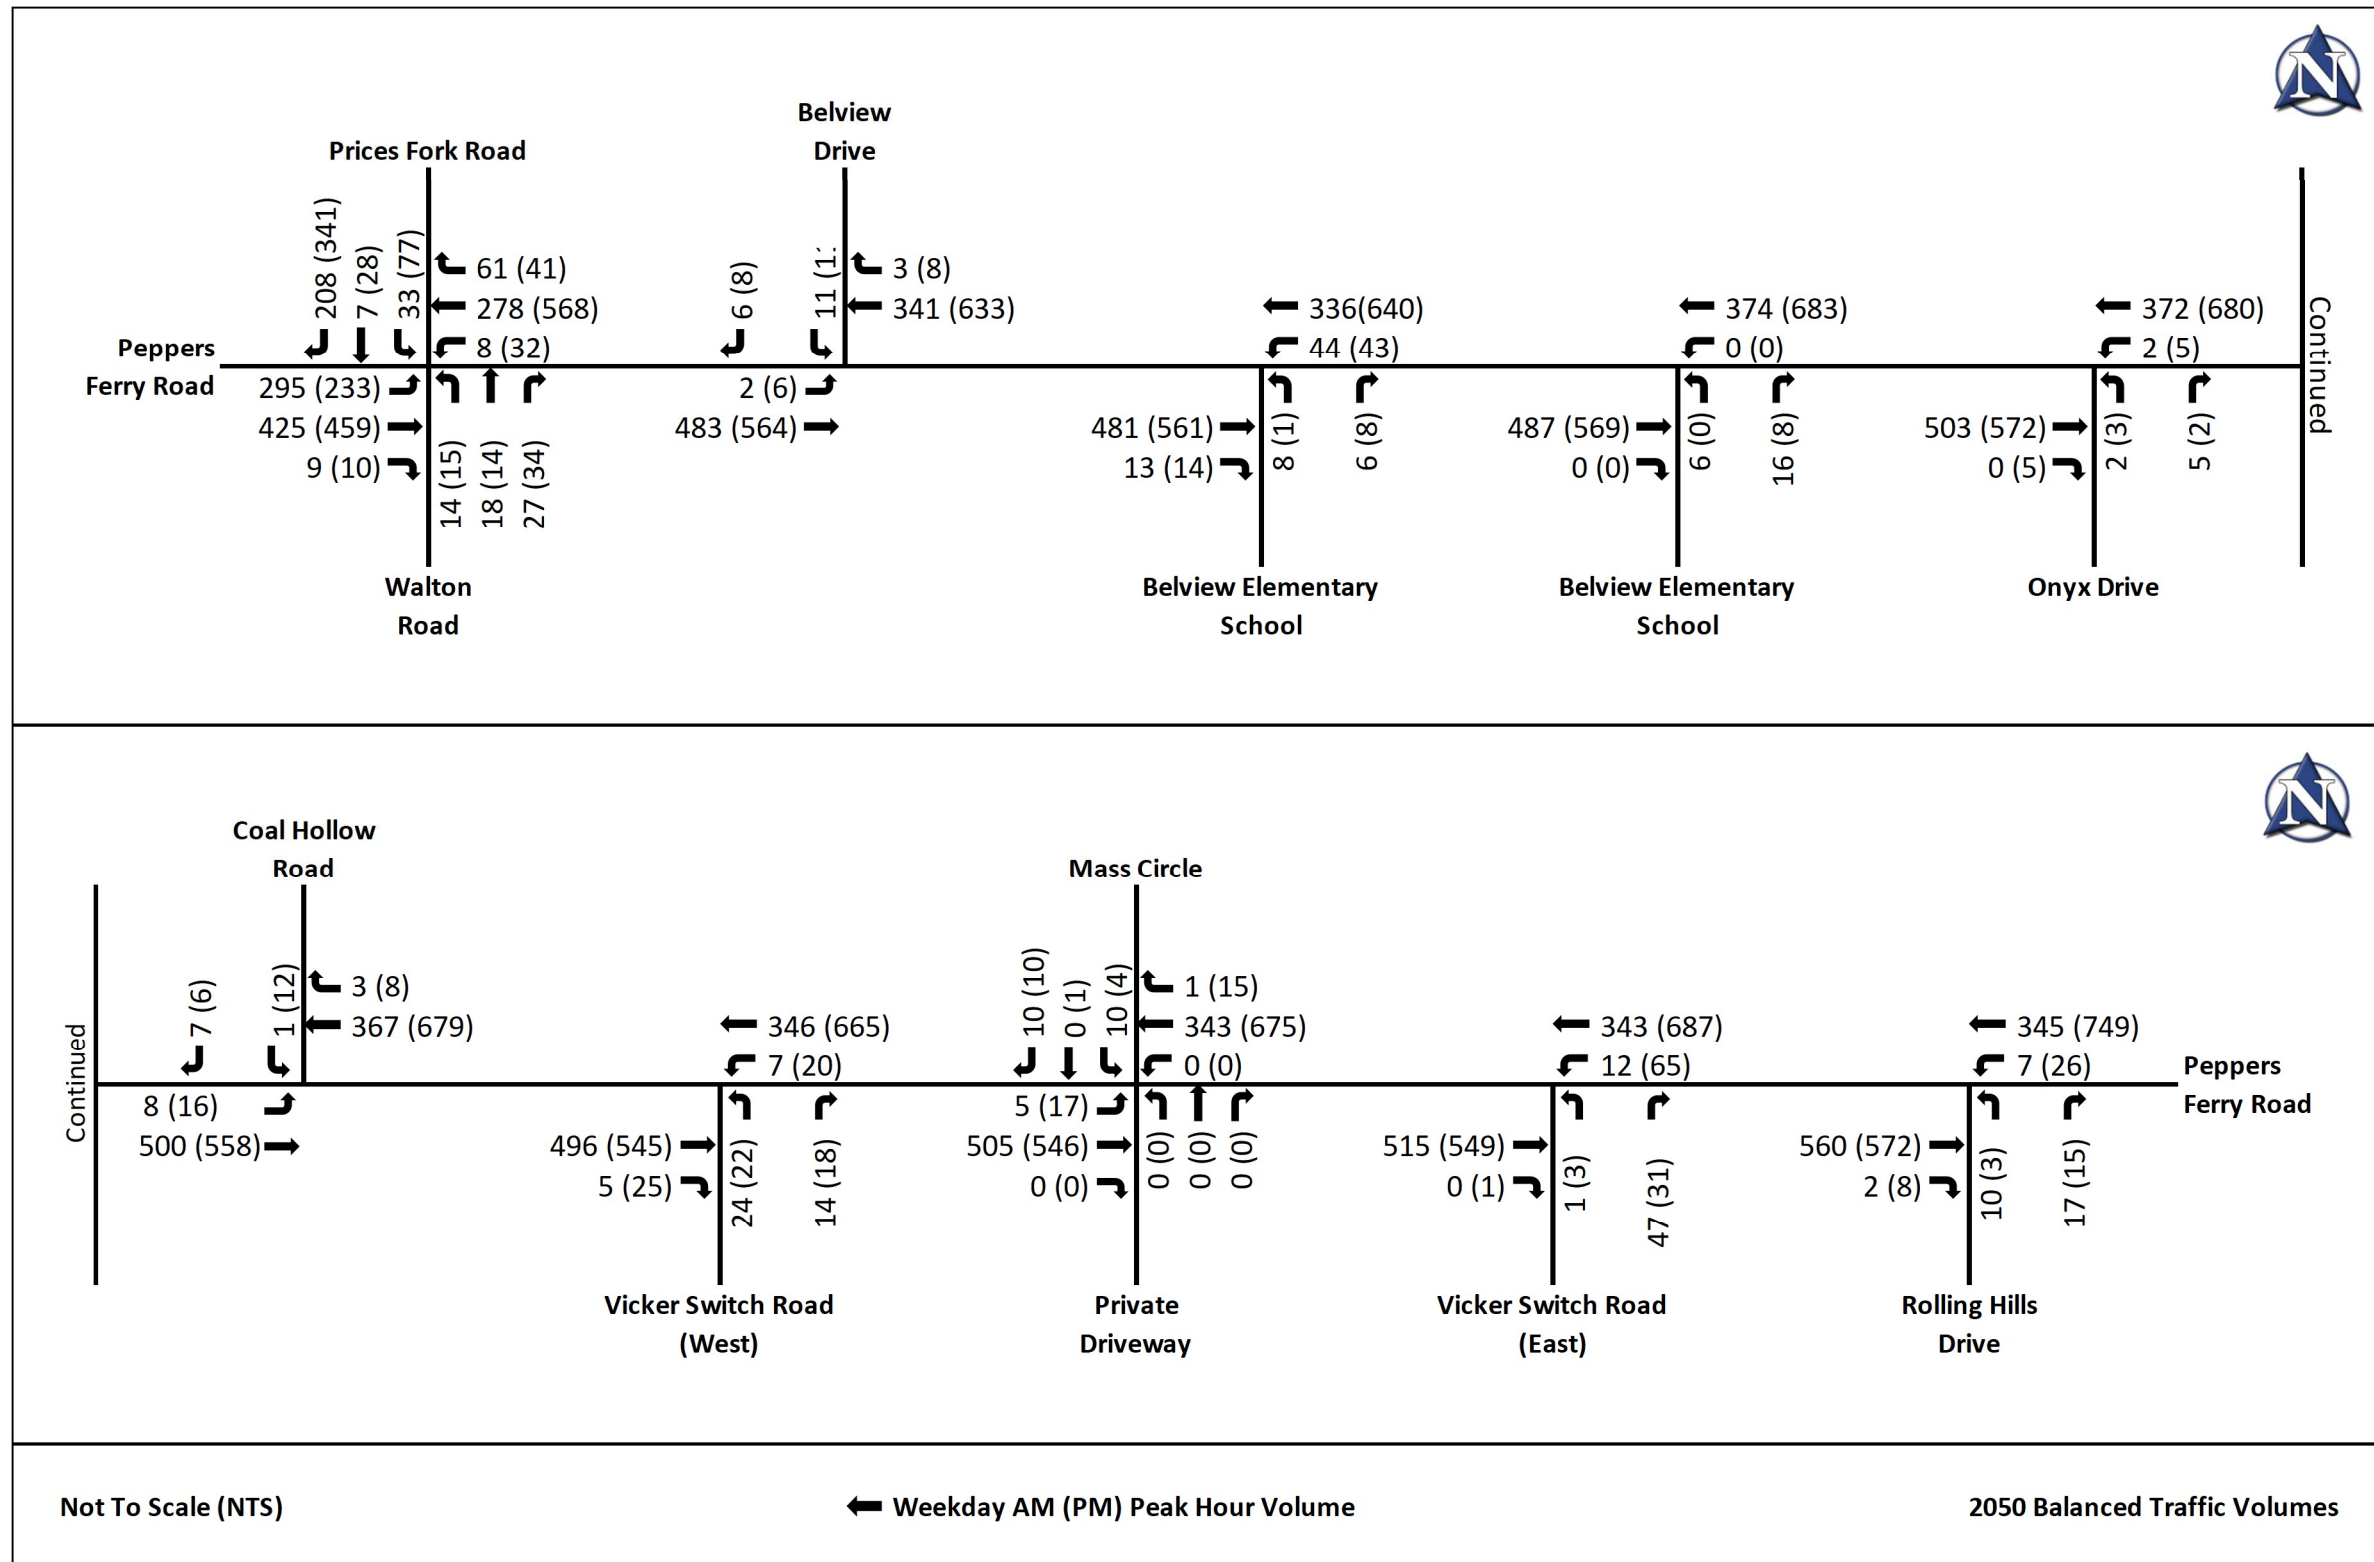 N
Belview
Drive
Prices Fork Road
208 (341)
7 (28)
33 (77)
61 (41)
278 (568)
8 (32)
Peppers
Ferry Road
295 (233)
425 (459)
9 (10)
14 (15)
18 (14)
27 (34)
Walton
Road
6 (8)
11
3 (8)
341 (633)
2 (6)
483 (564)
336(640)
44 (43)
481 (561)
13 (14)
8 (1)
6 (8)
Belview Elementary
School
374 (683)
0 (0)
487 (569)
0 (0)
6 (0)
16 (8)
Belview Elementary
School
372 (680)
2 (5)
503 (572)
0 (5)
2 (3)
5 (2)
Onyx Drive
Continued
N
Continued
Coal Hollow
Road
7 (6)
1 (12)
3 (8)
367 (679)
8 (16)
500 (558)
346 (665)
7 (20)
496 (545)
5 (25)
24 (22)
14 (18)
Vicker Switch Road
(West)
Mass Circle
10 (10)
0 (1)
10 (4)
1 (15)
343 (675)
0 (0)
5 (17)
505 (546)
0 (0)
0 (0)
0 (0)
0 (0)
Private
Driveway
343 (687)
12 (65)
515 (549)
0 (1)
1 (3)
47 (31)
Vicker Switch Road
(East)
345 (749)
7 (26)
560 (572)
2 (8)
10 (3)
17 (15)
Rolling Hills
Drive
Peppers
Ferry Road
Not To Scale (NTS)
Weekday AM (PM) Peak Hour Volume
2050 Balanced Traffic Volumes